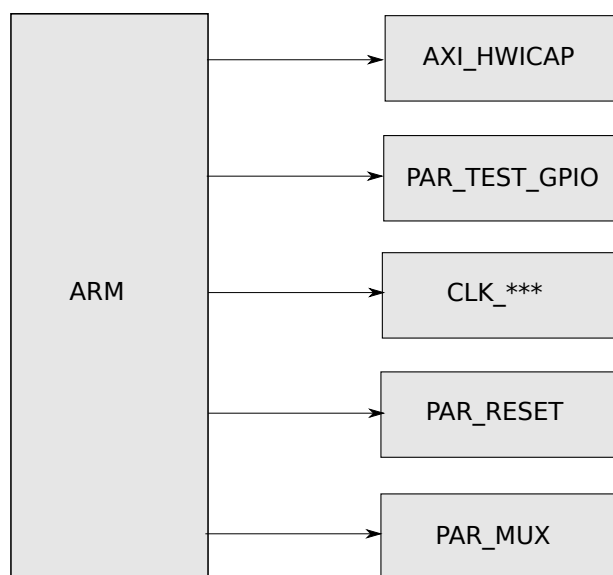 AXI_HWICAP
PAR_TEST_GPIO
ARM
CLK_***
PAR_RESET
PAR_MUX